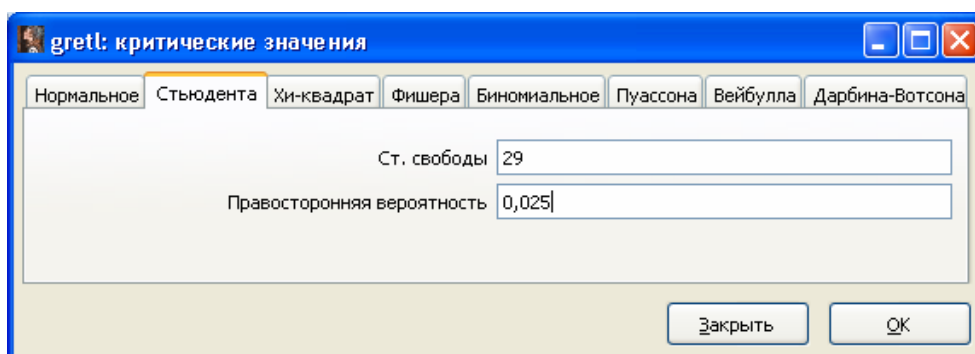 gretl: критические значения
Нормальное Стьюдента Хи-квадрат Фишера Биномиальное Пуассона Вейбулла Дарбина-Вотсона
Ст. свободы 29
Правосторонняя вероятность 0,025
Закрыть OK